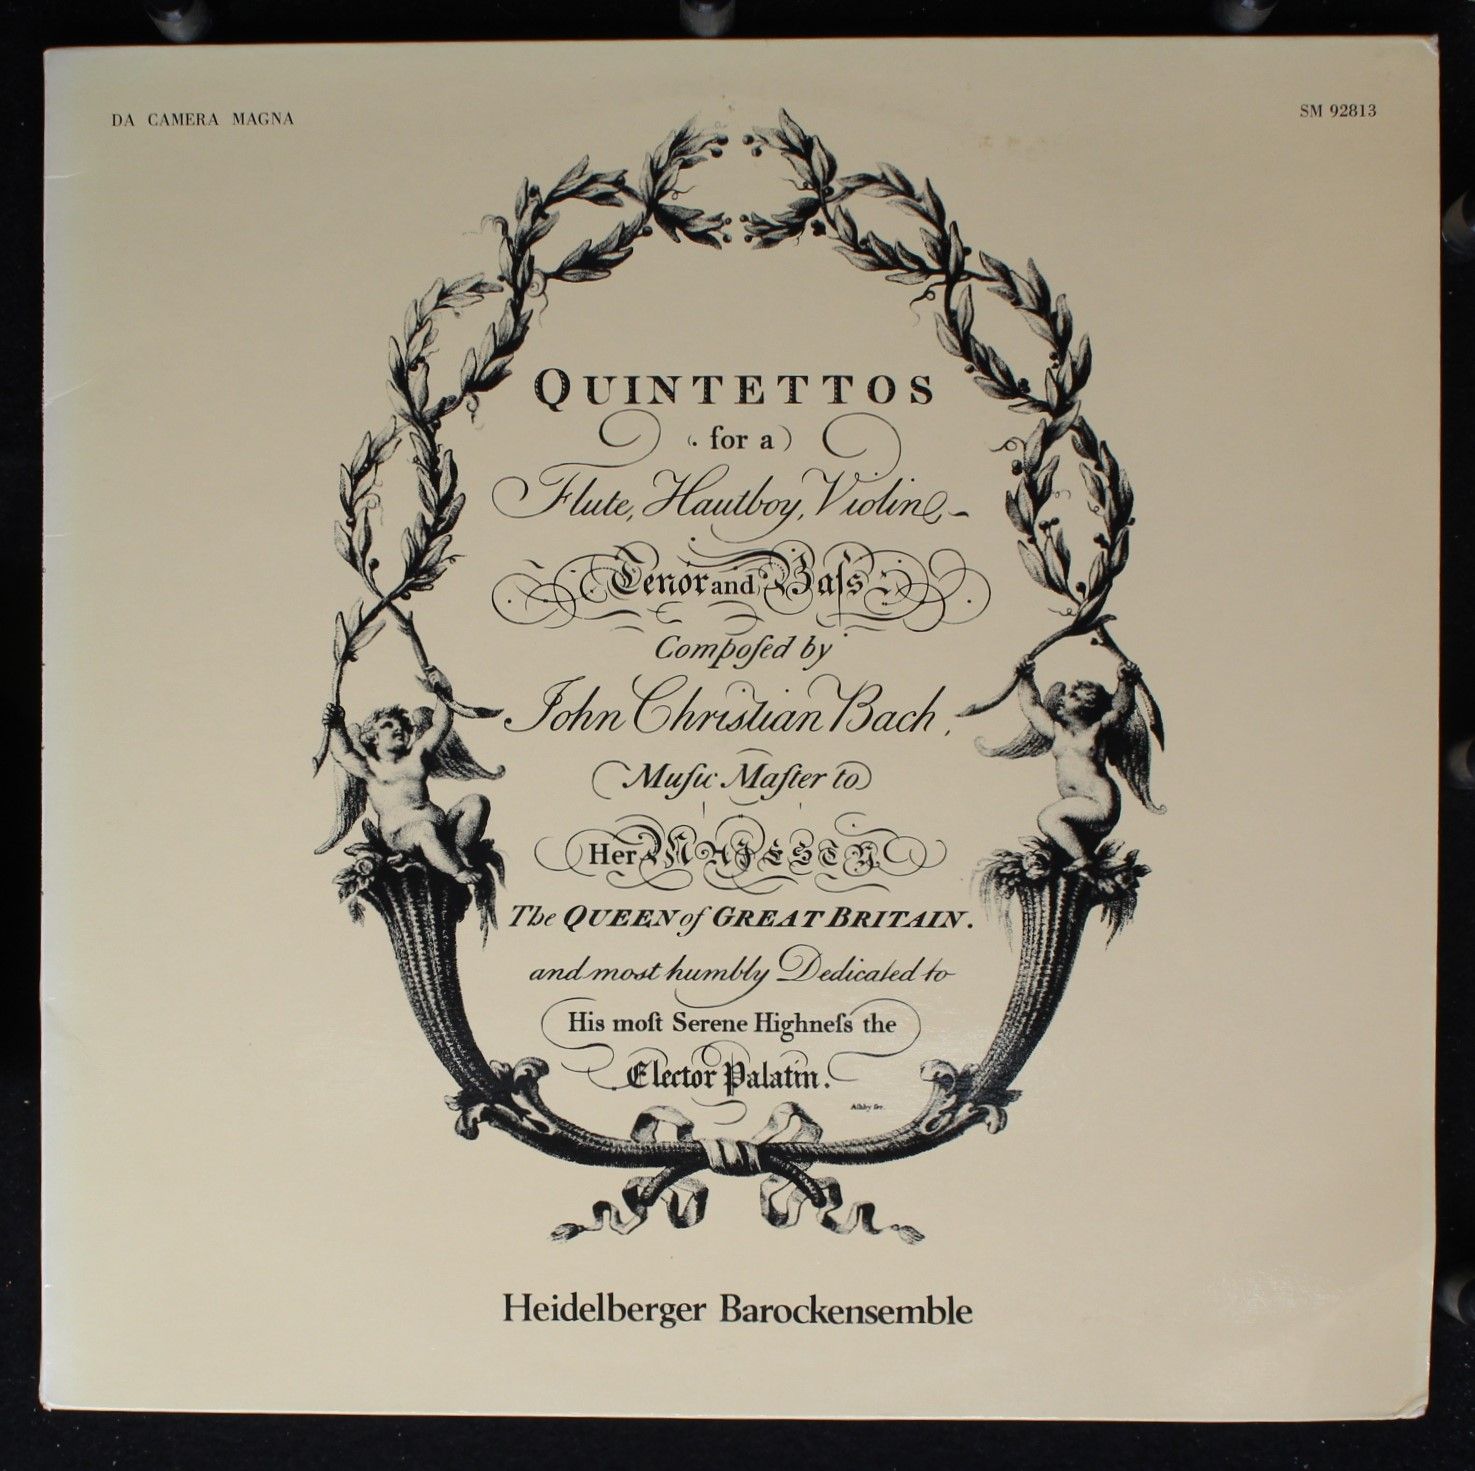 DA CAMERA MAGNA
SM 92813
QUINTETTOS
for a
Flute, Hautboy, Violin,
Tenor and Baſs
Compoſed by
John Christian Bach,
Muſic Maſter to
Her MAJESTY
The QUEEN of GREAT BRITAIN.
and most humbly Dedicated to
His moſt Serene Highneſs the
Elector Palatin.
Heidelberger Barockensemble